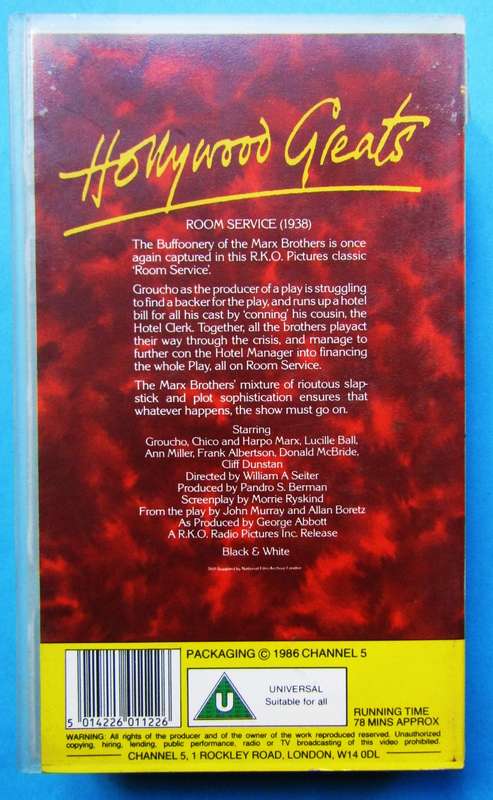 Hollywood Greats
ROOM SERVICE (1938)
The Buffoonery of the Marx Brothers is once
again captured in this R.K.O. Pictures classic
'Room Service'.
Groucho as the producer of a play is struggling
to find a backer for the play, and runs up a hotel
bill for all his cast by 'conning' his cousin, the
Hotel Clerk. Together, all the brothers playact
their way through the crisis, and manage to
further con the Hotel Manager into financing
the whole Play, all on Room Service.
The Marx Brothers' mixture of rioutous slap-
stick and plot sophistication ensures that
whatever happens, the show must go on.
Starring
Groucho, Chico and Harpo Marx, Lucille Ball,
Ann Miller, Frank Albertson, Donald McBride,
Cliff Dunstan
Directed by William A Seiter
Produced by Pandro S. Berman
Screenplay by Morrie Ryskind
From the play by John Murray and Allan Boretz
As Produced by George Abbott
A R.K.O. Radio Pictures Inc. Release
Black & White
Still Supplied by National Film Archive London
PACKAGING © 1986 CHANNEL 5
5 014226 011226
U
UNIVERSAL
Suitable for all
RUNNING TIME
78 MINS APPROX
WARNING: All rights of the producer and of the owner of the work reproduced reserved. Unauthorized
copying, hiring, lending, public performance, radio or TV broadcasting of this video prohibited.
CHANNEL 5, 1 ROCKLEY ROAD, LONDON, W14 0DL